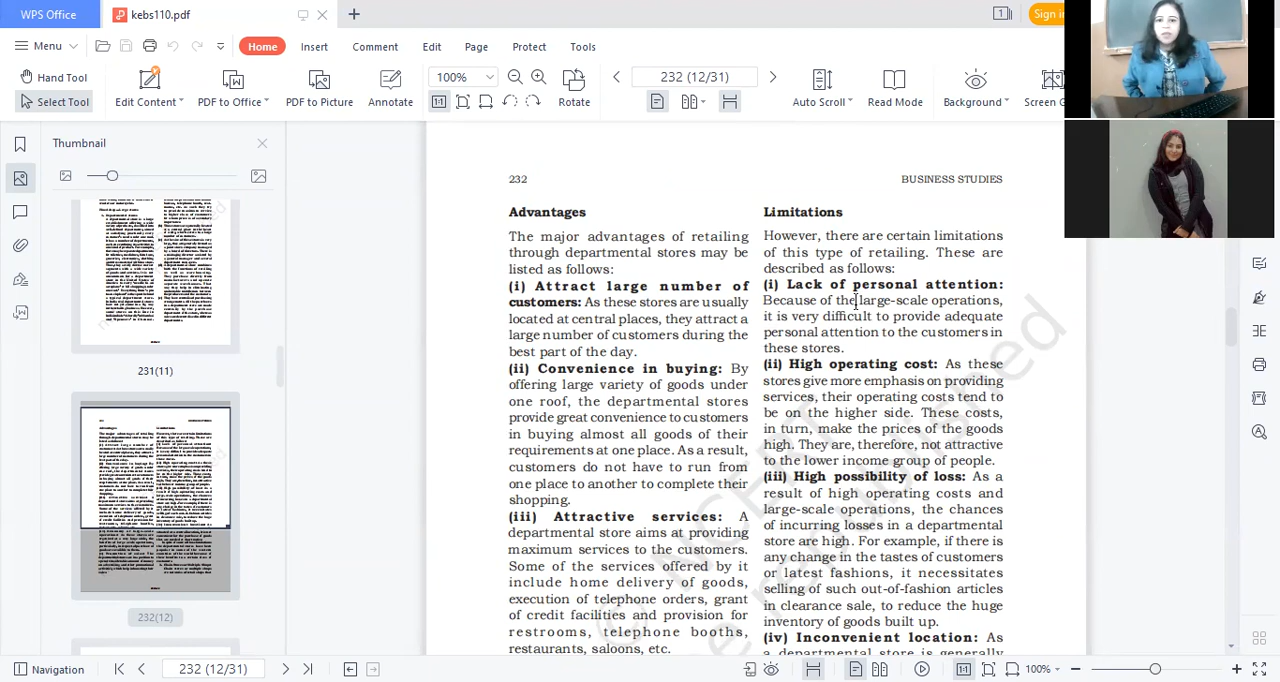 WPS Office
kebs110.pdf
1
Sign in
Menu
Home
Insert
Comment
Edit
Page
Protect
Tools
Hand Tool
Select Tool
Edit Content
PDF to Office
PDF to Picture
Annotate
100%
Rotate
232 (12/31)
Auto Scroll
Read Mode
Background
Screen G
Thumbnail
231(11)
232(12)
232
BUSINESS STUDIES
Advantages
The major advantages of retailing
through departmental stores may be
listed as follows:
(i) Attract large number of
customers: As these stores are usually
located at central places, they attract a
large number of customers during the
best part of the day.
(ii) Convenience in buying: By
offering large variety of goods under
one roof, the departmental stores
provide great convenience to customers
in buying almost all goods of their
requirements at one place. As a result,
customers do not have to run from
one place to another to complete their
shopping.
(iii) Attractive services: A
departmental store aims at providing
maximum services to the customers.
Some of the services offered by it
include home delivery of goods,
execution of telephone orders, grant
of credit facilities and provision for
restrooms, telephone booths,
restaurants, saloons, etc.
Limitations
However, there are certain limitations
of this type of retailing. These are
described as follows:
(i) Lack of personal attention:
Because of the large-scale operations,
it is very difficult to provide adequate
personal attention to the customers in
these stores.
(ii) High operating cost: As these
stores give more emphasis on providing
services, their operating costs tend to
be on the higher side. These costs,
in turn, make the prices of the goods
high. They are, therefore, not attractive
to the lower income group of people.
(iii) High possibility of loss: As a
result of high operating costs and
large-scale operations, the chances
of incurring losses in a departmental
store are high. For example, if there is
any change in the tastes of customers
or latest fashions, it necessitates
selling of such out-of-fashion articles
in clearance sale, to reduce the huge
inventory of goods built up.
(iv) Inconvenient location: As
a departmental store is generally
Navigation
232 (12/31)
100%